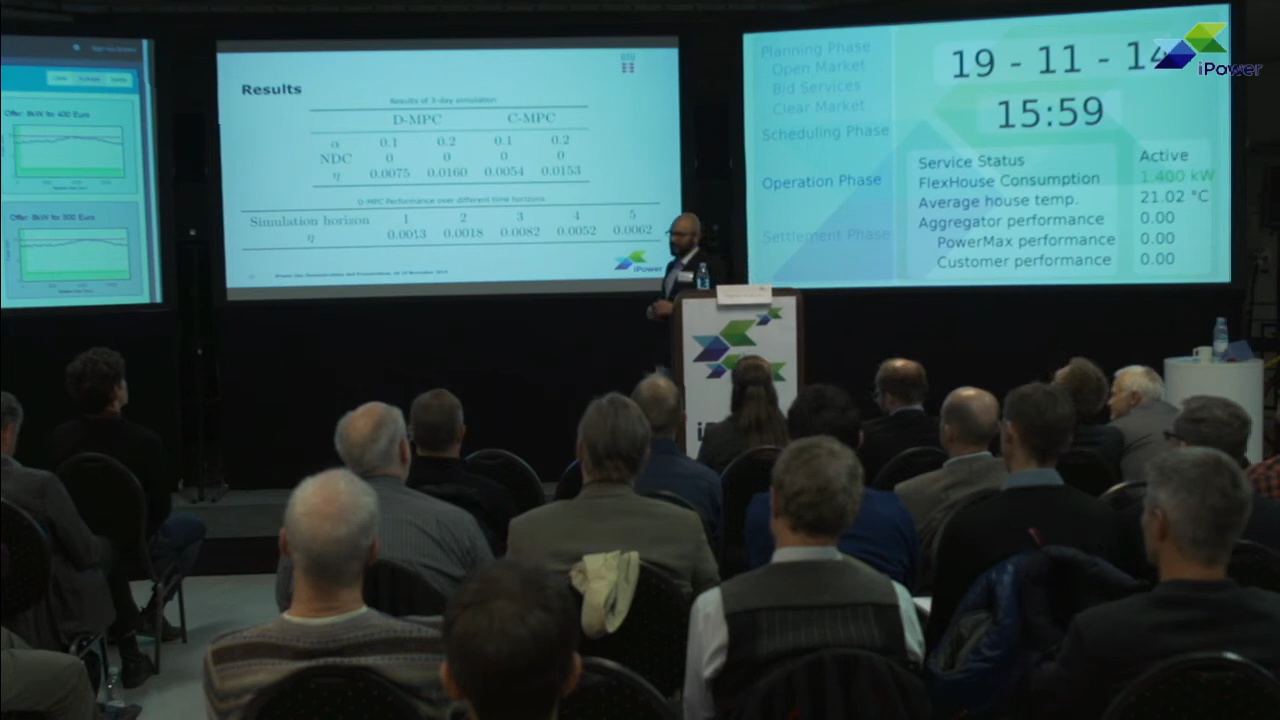 Offer: 8kW for 400 Euro
Offer: 8kW for 500 Euro
DTU
Results
Results of 3-day simulation
D-MPC C-MPC
α 0.1 0.2 0.1 0.2
NDC 0 0 0 0
η 0.0075 0.0160 0.0054 0.0153
D-MPC Performance over different time horizons
Simulation horizon 1 2 3 4 5
η 0.0013 0.0018 0.0082 0.0052 0.0062
iPower
Planning Phase
Open Market
Bid Services
Clear Market
Scheduling Phase
Operation Phase
Settlement Phase
19 - 11 - 14
15:59
Service Status Active
FlexHouse Consumption 1.400 kW
Average house temp. 21.02 °C
Aggregator performance 0.00
PowerMax performance 0.00
Customer performance 0.00
iPower